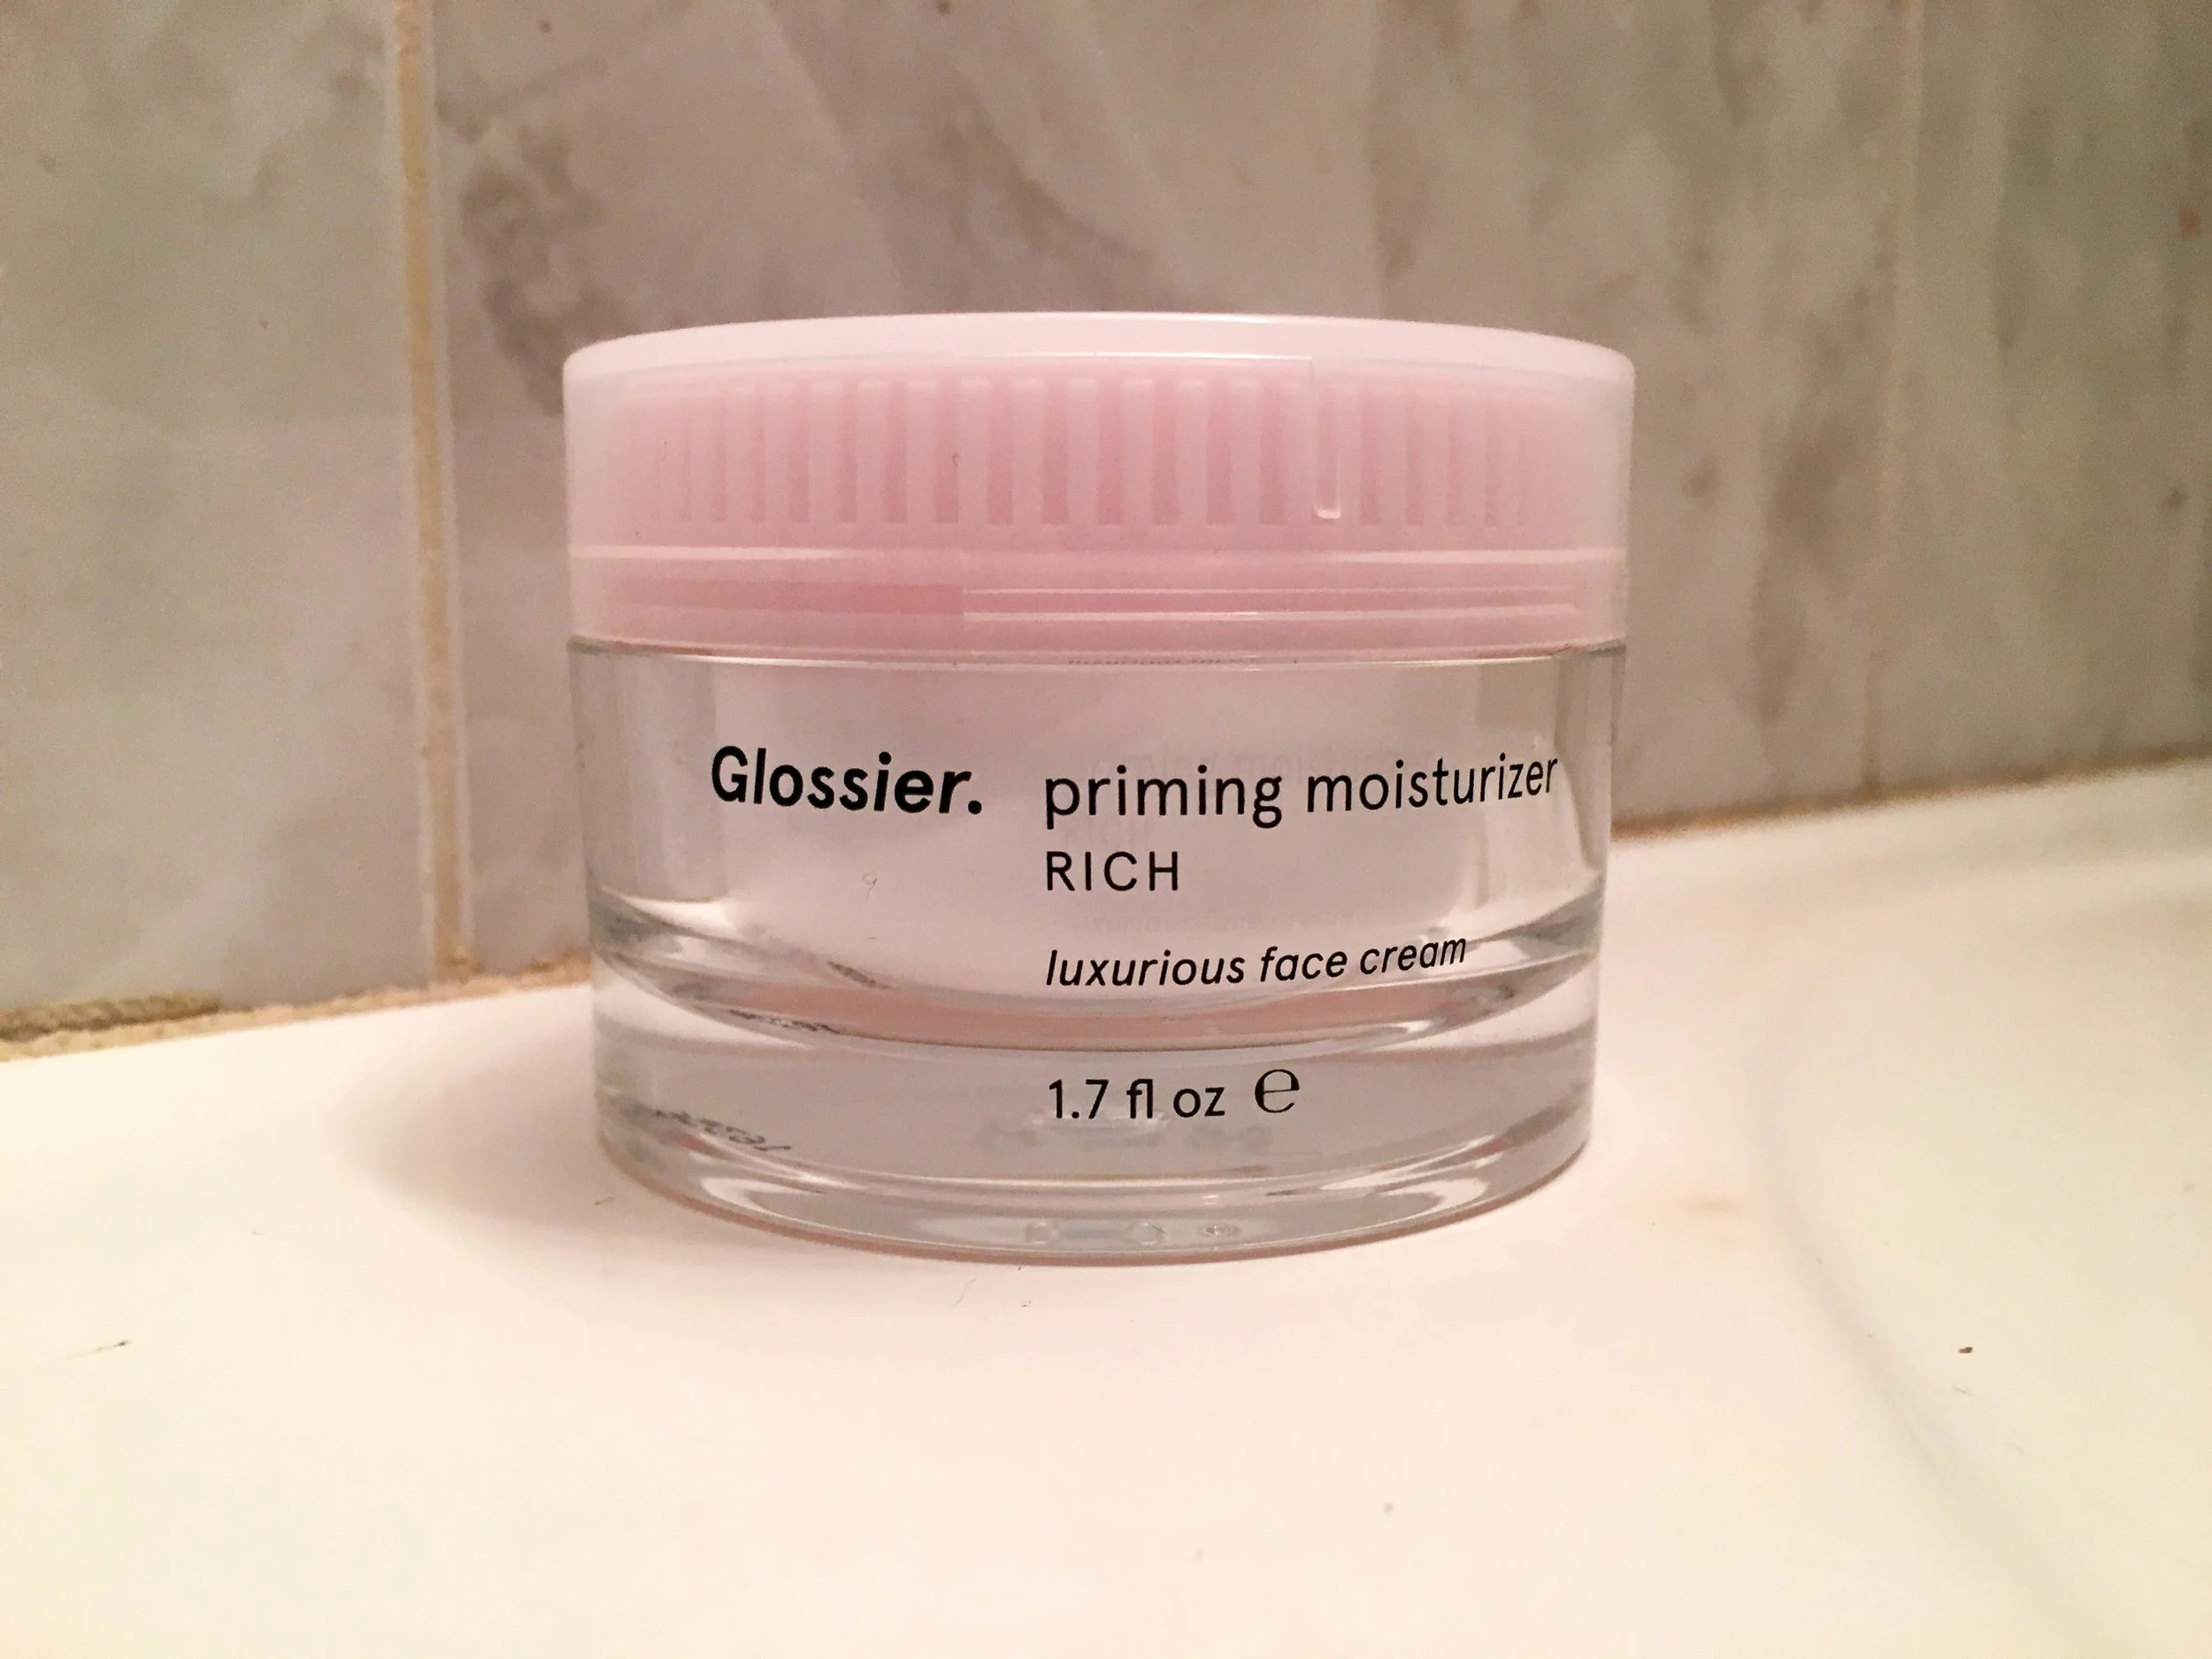 Glossier. priming moisturizer
RICH
luxurious face cream
1.7 fl oz ℮